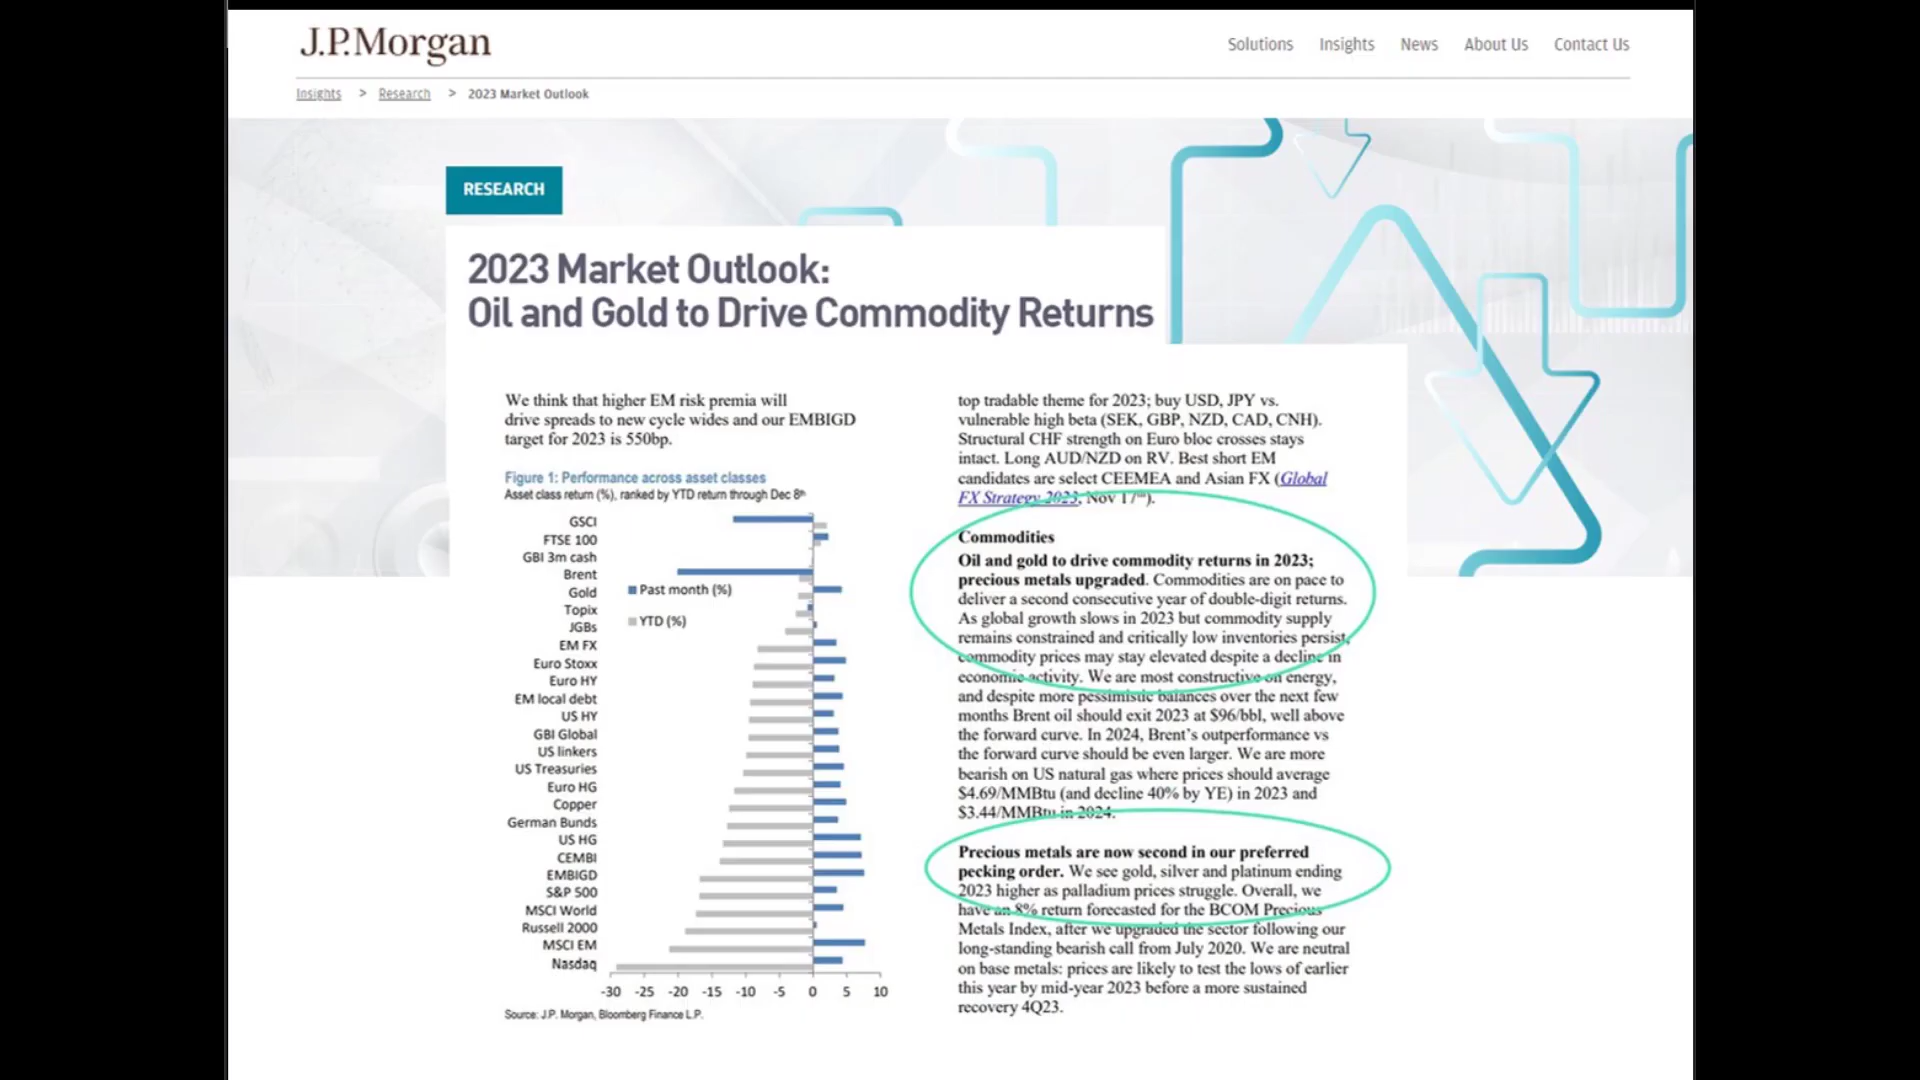 J.P.Morgan
Solutions Insights News About Us Contact Us
Insights > Research > 2023 Market Outlook
RESEARCH
2023 Market Outlook:
Oil and Gold to Drive Commodity Returns
We think that higher EM risk premia will
drive spreads to new cycle wides and our EMBIGD
target for 2023 is 550bp.
Figure 1: Performance across asset classes
Asset class return (%), ranked by YTD return through Dec 8th
GSCI
FTSE 100
GBI 3m cash
Brent
Gold
Topix
JGBs
EM FX
Euro Stoxx
Euro HY
EM local debt
US HY
GBI Global
US linkers
US Treasuries
Euro HG
Copper
German Bunds
US HG
CEMBI
EMBIGD
S&P 500
MSCI World
Russell 2000
MSCI EM
Nasdaq
Past month (%)
YTD (%)
-30 -25 -20 -15 -10 -5 0 5 10
Source: J.P. Morgan, Bloomberg Finance L.P.
top tradable theme for 2023; buy USD, JPY vs.
vulnerable high beta (SEK, GBP, NZD, CAD, CNH).
Structural CHF strength on Euro bloc crosses stays
intact. Long AUD/NZD on RV. Best short EM
candidates are select CEEMEA and Asian FX (Global
FX Strategy 2023, Nov 17th).
Commodities
Oil and gold to drive commodity returns in 2023;
precious metals upgraded. Commodities are on pace to
deliver a second consecutive year of double-digit returns.
As global growth slows in 2023 but commodity supply
remains constrained and critically low inventories persist,
commodity prices may stay elevated despite a decline in
economic activity. We are most constructive on energy,
and despite more pessimistic balances over the next few
months Brent oil should exit 2023 at $96/bbl, well above
the forward curve. In 2024, Brent's outperformance vs
the forward curve should be even larger. We are more
bearish on US natural gas where prices should average
$4.69/MMBtu (and decline 40% by YE) in 2023 and
$3.44/MMBtu in 2024.
Precious metals are now second in our preferred
pecking order. We see gold, silver and platinum ending
2023 higher as palladium prices struggle. Overall, we
have an 8% return forecasted for the BCOM Precious
Metals Index, after we upgraded the sector following our
long-standing bearish call from July 2020. We are neutral
on base metals: prices are likely to test the lows of earlier
this year by mid-year 2023 before a more sustained
recovery 4Q23.